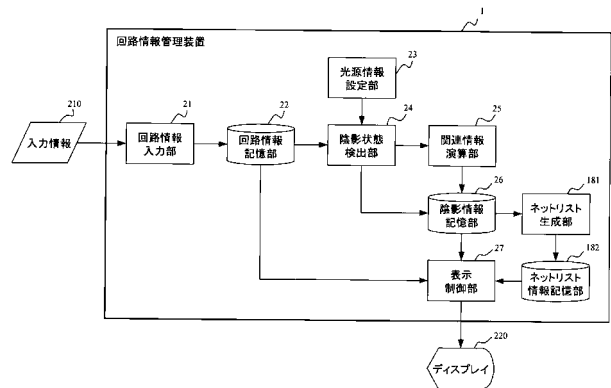 1
回路情報管理装置
23
光源情報
設定部
210
入力情報
21
回路情報
入力部
22
回路情報
記憶部
24
陰影状態
検出部
25
関連情報
演算部
26
陰影情報
記憶部
181
ネットリスト
生成部
27
表示
制御部
182
ネットリスト
情報記憶部
220
ディスプレイ